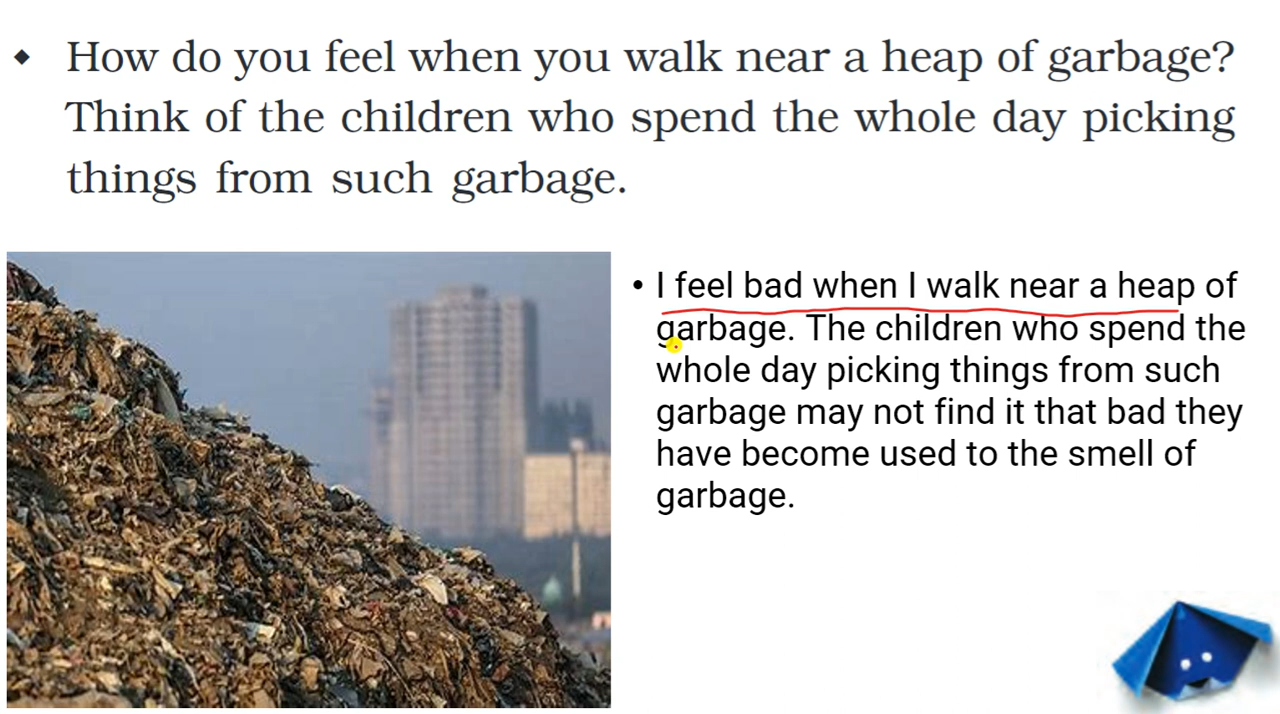 ◆ How do you feel when you walk near a heap of garbage?
Think of the children who spend the whole day picking
things from such garbage.
• I feel bad when I walk near a heap of
garbage. The children who spend the
whole day picking things from such
garbage may not find it that bad they
have become used to the smell of
garbage.